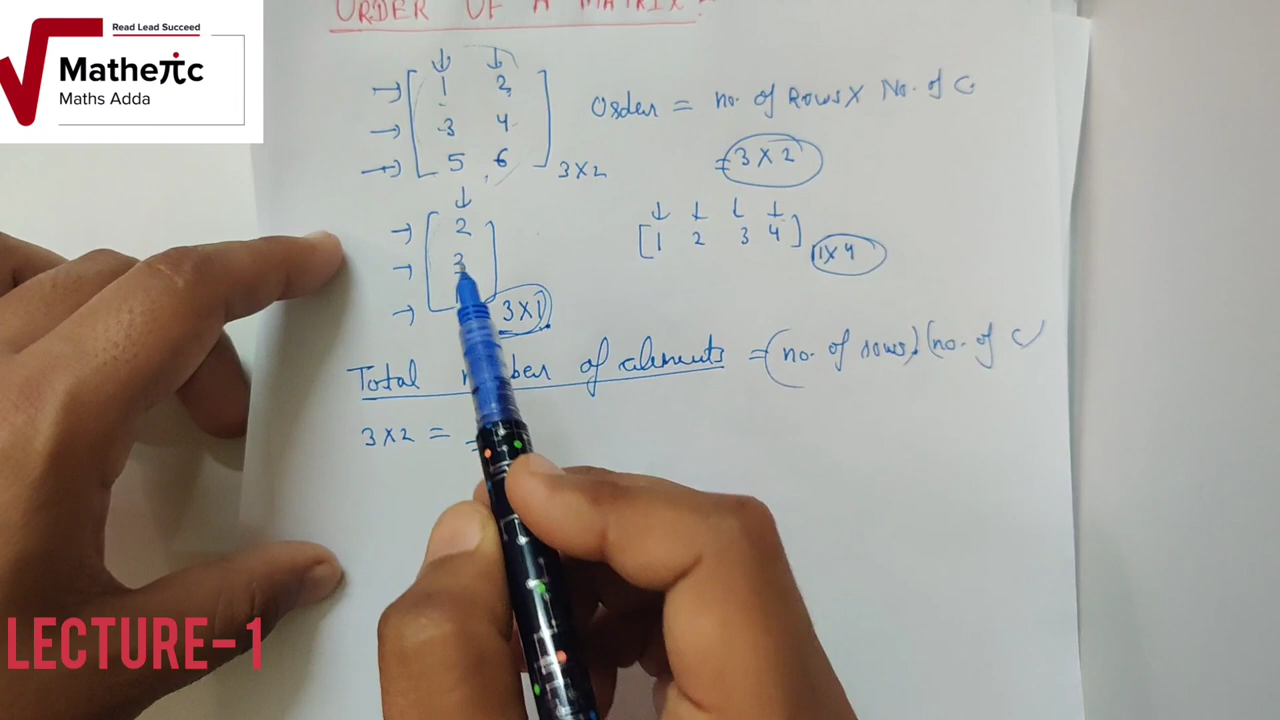 Read Lead Succeed
Matheπc
Maths Adda
ORDER OF A MATRIX:-
1 2
3 4
5 6
3X2
Order = no. of Rows X No. of C
= 3 X 2
2
3
3X1
[1 2 3 4]
1X4
Total number of elements = (no. of rows) (no. of C
3X2 =
LECTURE-1